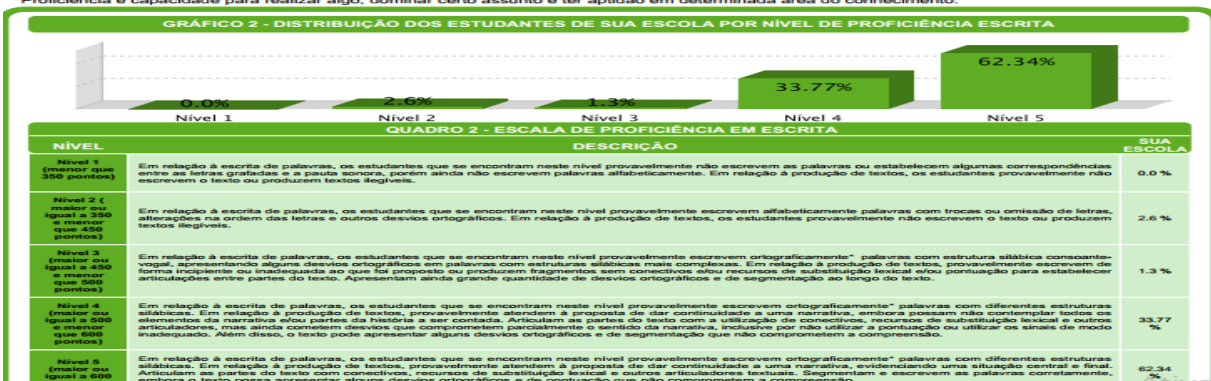 Proficiência é capacidade para realizar algo, dominar certo assunto e ter aptidão em determinada área do conhecimento.
GRÁFICO 2 - DISTRIBUIÇÃO DOS ESTUDANTES DE SUA ESCOLA POR NÍVEL DE PROFICIÊNCIA ESCRITA
0.0%
2.6%
1.3%
33.77%
62.34%
Nível 1
Nível 2
Nível 3
Nível 4
Nível 5
QUADRO 2 - ESCALA DE PROFICIÊNCIA EM ESCRITA
NÍVEL
DESCRIÇÃO
SUA
ESCOLA
Nível 1
(menor que
350 pontos)
Em relação à escrita de palavras, os estudantes que se encontram neste nível provavelmente não escrevem as palavras ou estabelecem algumas correspondências
entre as letras grafadas e a pauta sonora, porém ainda não escrevem palavras alfabeticamente. Em relação à produção de textos, os estudantes provavelmente não
escrevem o texto ou produzem textos ilegíveis.
0.0 %
Nível 2 (
maior ou
igual a 350
e menor
que 450
pontos)
Em relação à escrita de palavras, os estudantes que se encontram neste nível provavelmente escrevem alfabeticamente palavras com trocas ou omissão de letras,
alterações na ordem das letras e outros desvios ortográficos. Em relação à produção de textos, os estudantes provavelmente não escrevem o texto ou produzem
textos ilegíveis.
2.6 %
Nível 3
(maior ou
igual a 450
e menor
que 500
pontos)
Em relação à escrita de palavras, os estudantes que se encontram neste nível provavelmente escrevem ortograficamente* palavras com estrutura silábica consoante-
vogal, apresentando alguns desvios ortográficos em palavras com estruturas silábicas mais complexas. Em relação à produção de textos, provavelmente escrevem de
forma incipiente ou inadequada ao que foi proposto ou produzem fragmentos sem conectivos e/ou recursos de substituição lexical e/ou pontuação para estabelecer
articulações entre partes do texto. Apresentam ainda grande quantidade de desvios ortográficos e de segmentação ao longo do texto.
1.3 %
Nível 4
(maior ou
igual a 500
e menor
que 600
pontos)
Em relação à escrita de palavras, os estudantes que se encontram neste nível provavelmente escrevem ortograficamente* palavras com diferentes estruturas
silábicas. Em relação à produção de textos, provavelmente atendem à proposta de dar continuidade a uma narrativa, embora possam não contemplar todos os
elementos da narrativa e/ou partes da história a ser contada. Articulam as partes do texto com a utilização de conectivos, recursos de substituição lexical e outros
articuladores, mas ainda cometem desvios que comprometem parcialmente o sentido da narrativa, inclusive por não utilizar a pontuação ou utilizar os sinais de modo
inadequado. Além disso, o texto pode apresentar alguns desvios ortográficos e de segmentação que não comprometem a compreensão.
33.77
%
Nível 5
(maior ou
igual a 600
Em relação à escrita de palavras, os estudantes que se encontram neste nível provavelmente escrevem ortograficamente* palavras com diferentes estruturas
silábicas. Em relação à produção de textos, provavelmente atendem à proposta de dar continuidade a uma narrativa, evidenciando uma situação central e final.
Articulam as partes do texto com conectivos, recursos de substituição lexical e outros articuladores textuais. Segmentam e escrevem as palavras corretamente,
embora o texto possa apresentar alguns desvios ortográficos e de pontuação que não comprometem a compreensão.
62.34
%